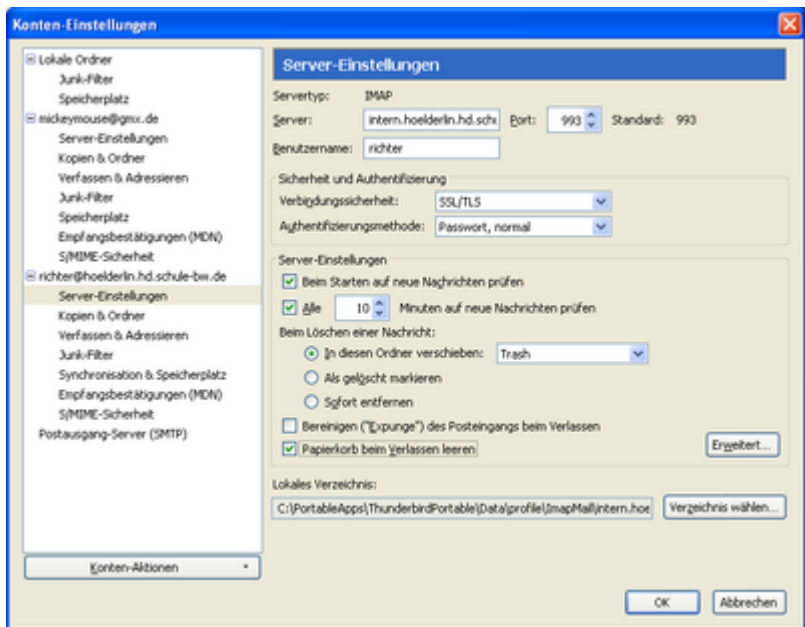 Konten-Einstellungen
Lokale Ordner
Junk-Filter
Speicherplatz
mickeymouse@gmx.de
Server-Einstellungen
Kopien & Ordner
Verfassen & Adressieren
Junk-Filter
Speicherplatz
Empfangsbestätigungen (MDN)
S/MIME-Sicherheit
richter@hoelderlin.hd.schule-bw.de
Server-Einstellungen
Kopien & Ordner
Verfassen & Adressieren
Junk-Filter
Synchronisation & Speicherplatz
Empfangsbestätigungen (MDN)
S/MIME-Sicherheit
Postausgang-Server (SMTP)
Konten-Aktionen
Server-Einstellungen
Servertyp: IMAP
Server: intern.hoelderlin.hd.schu Port: 993 Standard: 993
Benutzername: richter
Sicherheit und Authentifizierung
Verbindungssicherheit: SSL/TLS
Authentifizierungsmethode: Passwort, normal
Server-Einstellungen
Beim Starten auf neue Nachrichten prüfen
Alle 10 Minuten auf neue Nachrichten prüfen
Beim Löschen einer Nachricht:
In diesen Ordner verschieben: Trash
Als gelöscht markieren
Sofort entfernen
Bereinigen ("Expunge") des Posteingangs beim Verlassen
Papierkorb beim Verlassen leeren
Erweitert...
Lokales Verzeichnis:
C:\PortableApps\ThunderbirdPortable\Data\profile\ImapMail\intern.hoe
Verzeichnis wählen...
OK Abbrechen